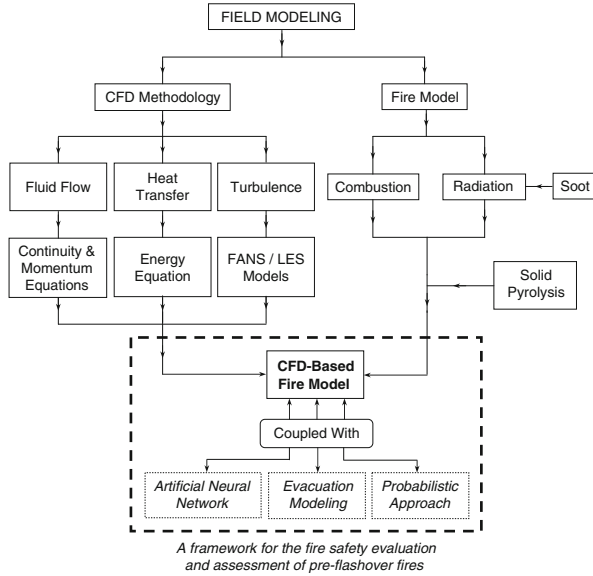 FIELD MODELING
CFD Methodology
Fire Model
Fluid Flow
Heat
Transfer
Turbulence
Combustion
Radiation
Soot
Continuity &
Momentum
Equations
Energy
Equation
FANS / LES
Models
Solid
Pyrolysis
CFD-Based
Fire Model
Coupled With
Artificial Neural
Network
Evacuation
Modeling
Probabilistic
Approach
A framework for the fire safety evaluation
and assessment of pre-flashover fires